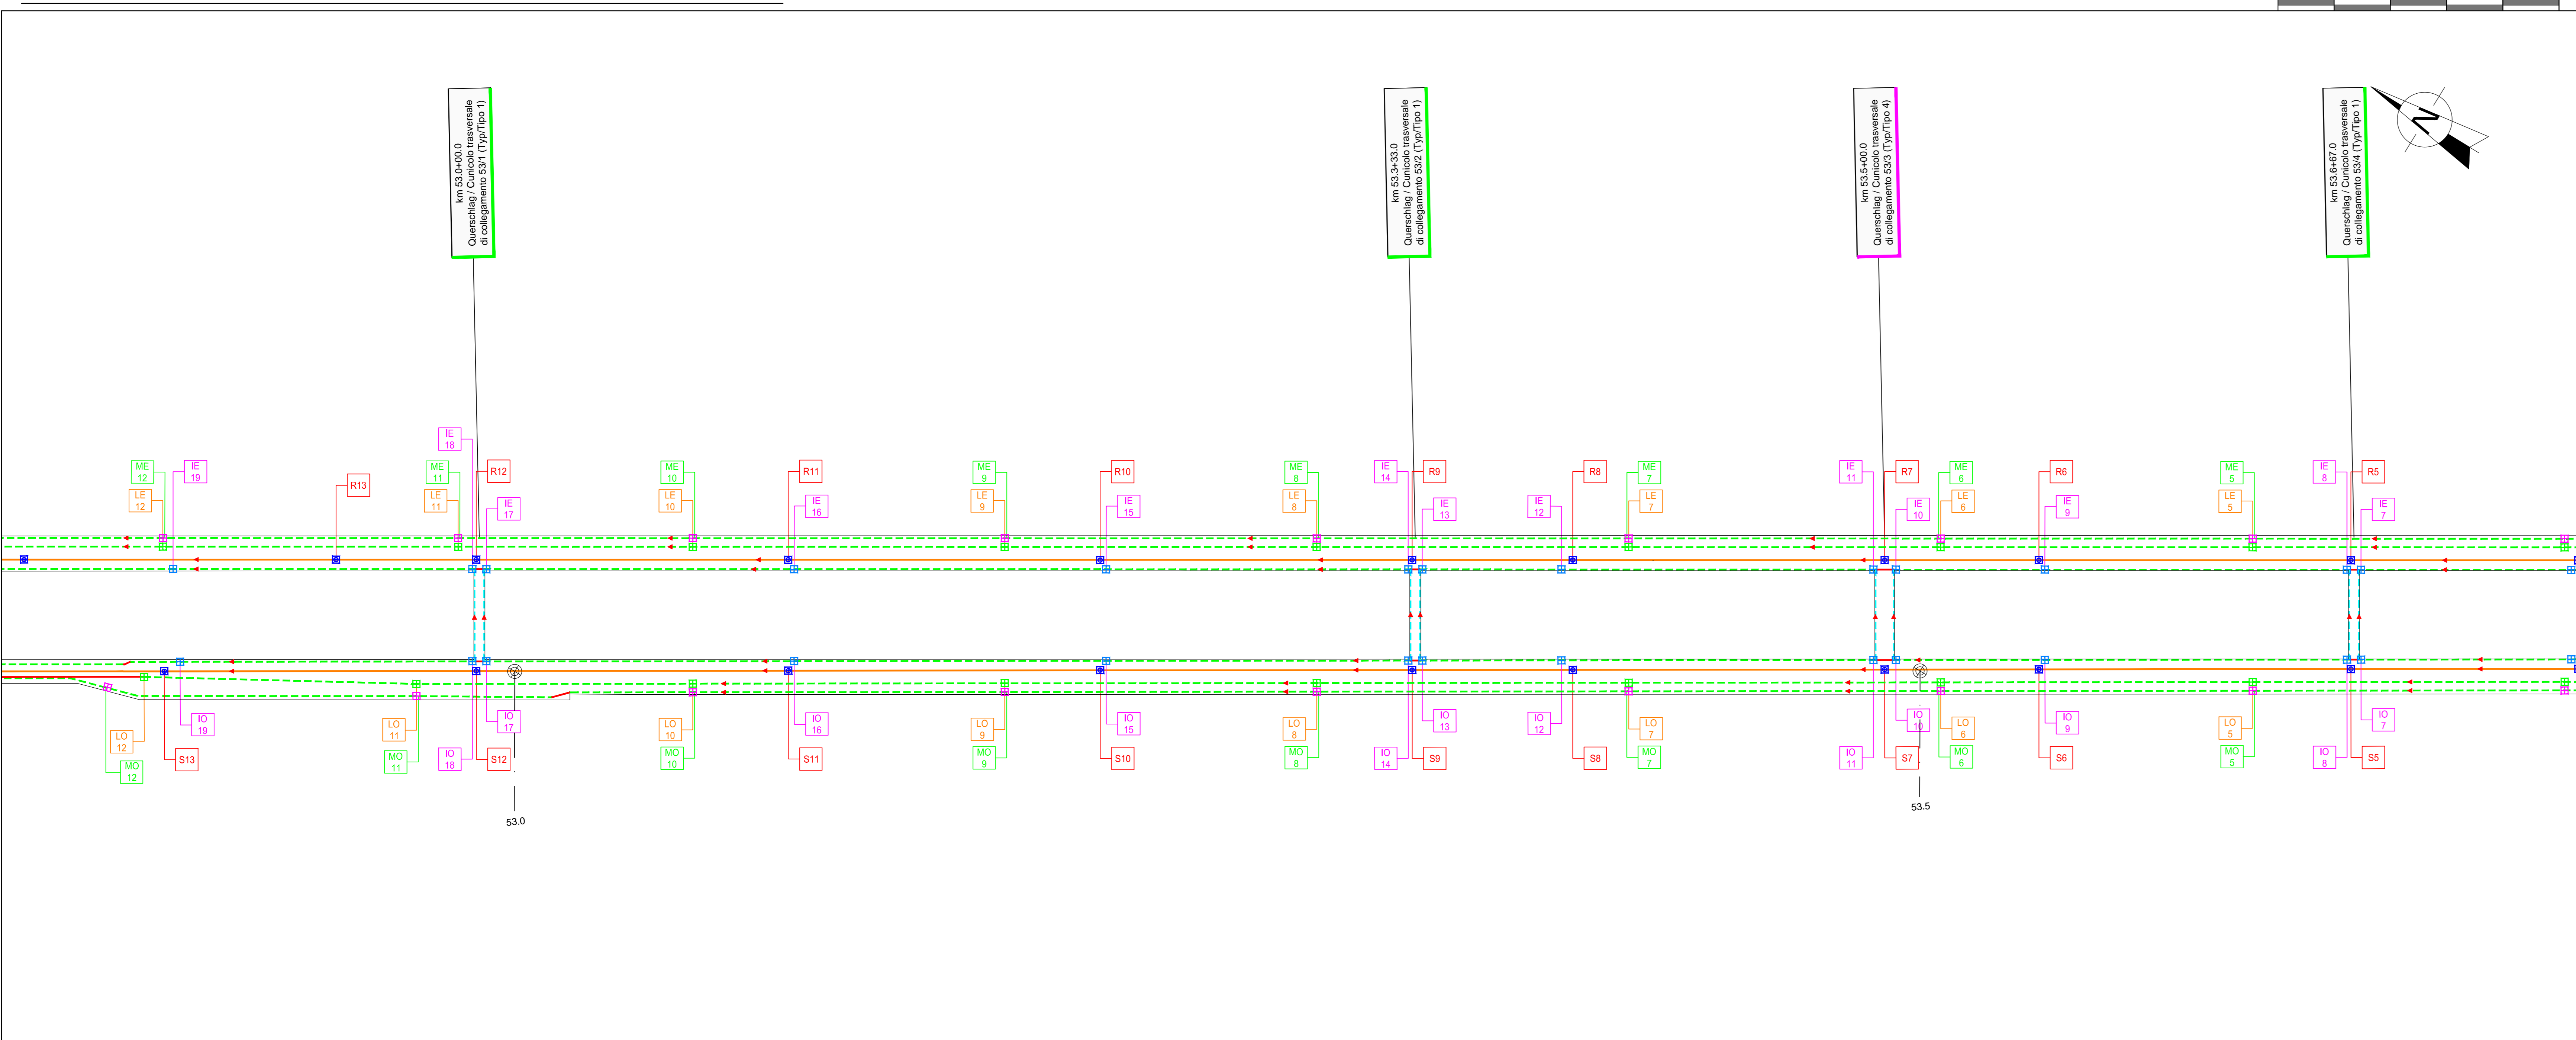 km 53.0+00.0
Querschlag / Cunicolo trasversale
di collegamento 53/1 (Typ/Tipo 1)
km 53.3+33.0
Querschlag / Cunicolo trasversale
di collegamento 53/2 (Typ/Tipo 1)
km 53.5+00.0
Querschlag / Cunicolo trasversale
di collegamento 53/3 (Typ/Tipo 4)
km 53.6+67.0
Querschlag / Cunicolo trasversale
di collegamento 53/4 (Typ/Tipo 1)
N
IE
18
ME
12
IE
19
R13
ME
11
R12
ME
10
R11
ME
9
R10
ME
8
IE
14
R9
R8
ME
7
IE
11
R7
ME
6
R6
ME
5
IE
8
R5
LE
12
LE
11
IE
17
LE
10
IE
16
LE
9
IE
15
LE
8
IE
13
IE
12
LE
7
IE
10
LE
6
IE
9
LE
5
IE
7
LO
12
IO
19
LO
11
IO
17
LO
10
IO
16
LO
9
IO
15
LO
8
IO
13
IO
12
LO
7
IO
10
LO
6
IO
9
LO
5
IO
7
MO
12
S13
MO
11
IO
18
S12
MO
10
S11
MO
9
S10
MO
8
IO
14
S9
S8
MO
7
IO
11
S7
MO
6
S6
MO
5
IO
8
S5
53.0
53.5